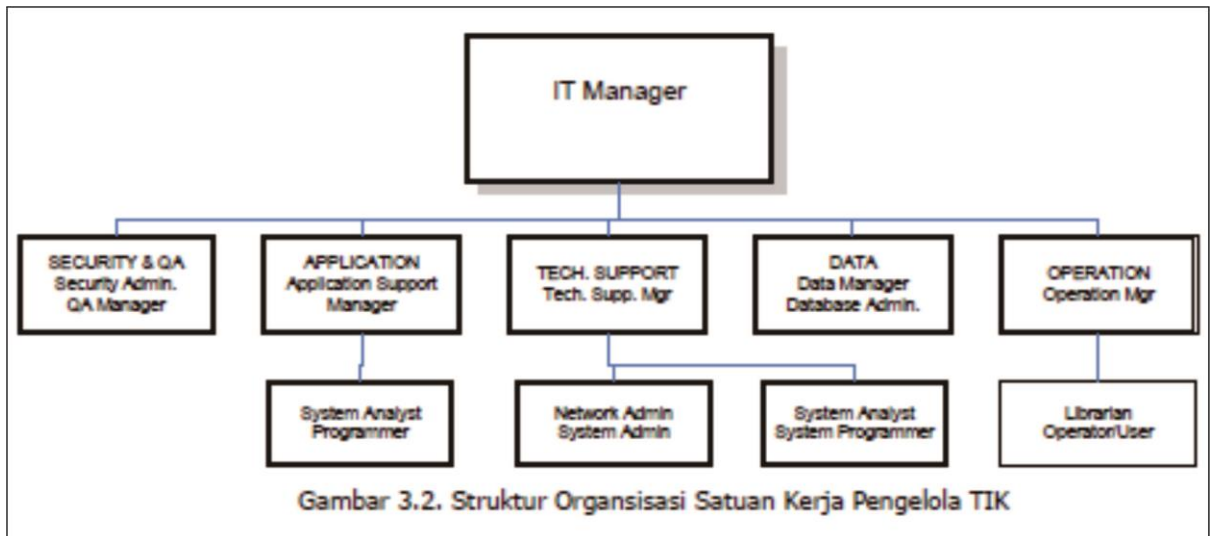 IT Manager
SECURITY & QA
Security Admin.
QA Manager
APPLICATION
Application Support
Manager
TECH. SUPPORT
Tech. Supp. Mgr
DATA
Data Manager
Database Admin.
OPERATION
Operation Mgr
System Analyst
Programmer
Network Admin
System Admin
System Analyst
System Programmer
Librarian
Operator/User
Gambar 3.2. Struktur Organsisasi Satuan Kerja Pengelola TIK